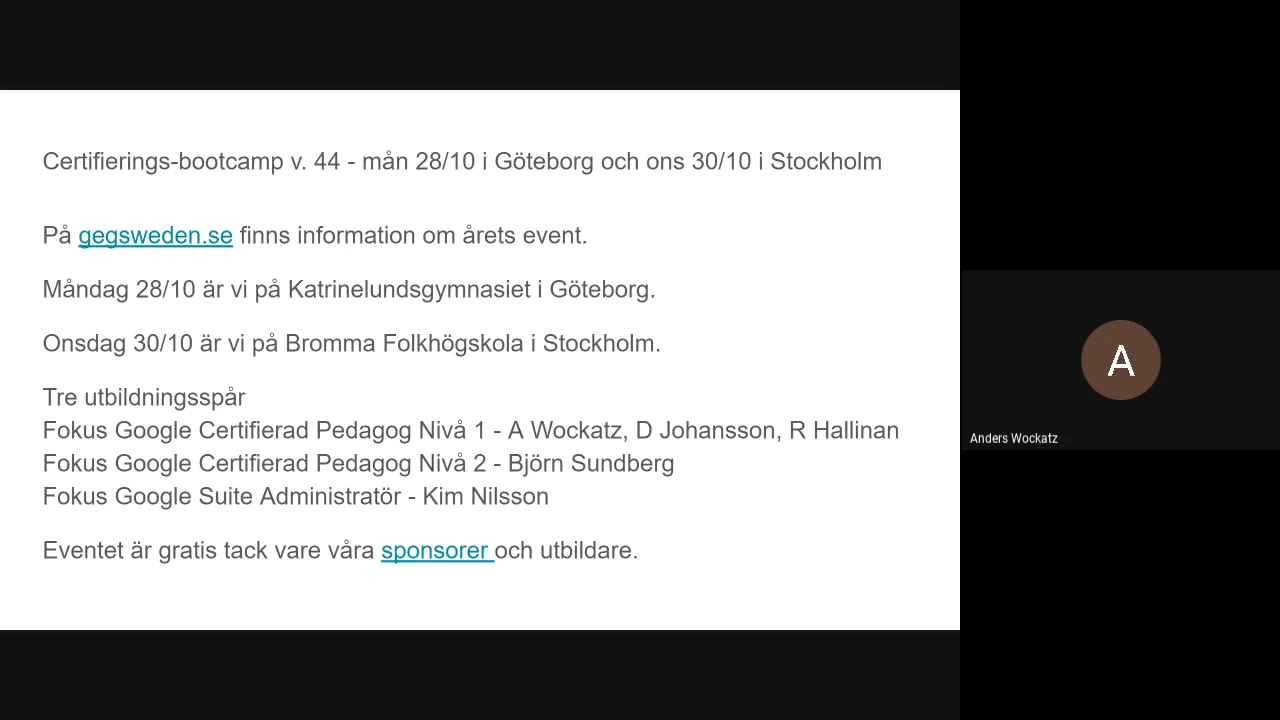 Certifierings-bootcamp v. 44 - mån 28/10 i Göteborg och ons 30/10 i Stockholm
På gegsweden.se finns information om årets event.
Måndag 28/10 är vi på Katrinelundsgymnasiet i Göteborg.
Onsdag 30/10 är vi på Bromma Folkhögskola i Stockholm.
Tre utbildningsspår
Fokus Google Certifierad Pedagog Nivå 1 - A Wockatz, D Johansson, R Hallinan
Fokus Google Certifierad Pedagog Nivå 2 - Björn Sundberg
Fokus Google Suite Administratör - Kim Nilsson
Eventet är gratis tack vare våra sponsorer och utbildare.
A
Anders Wockatz